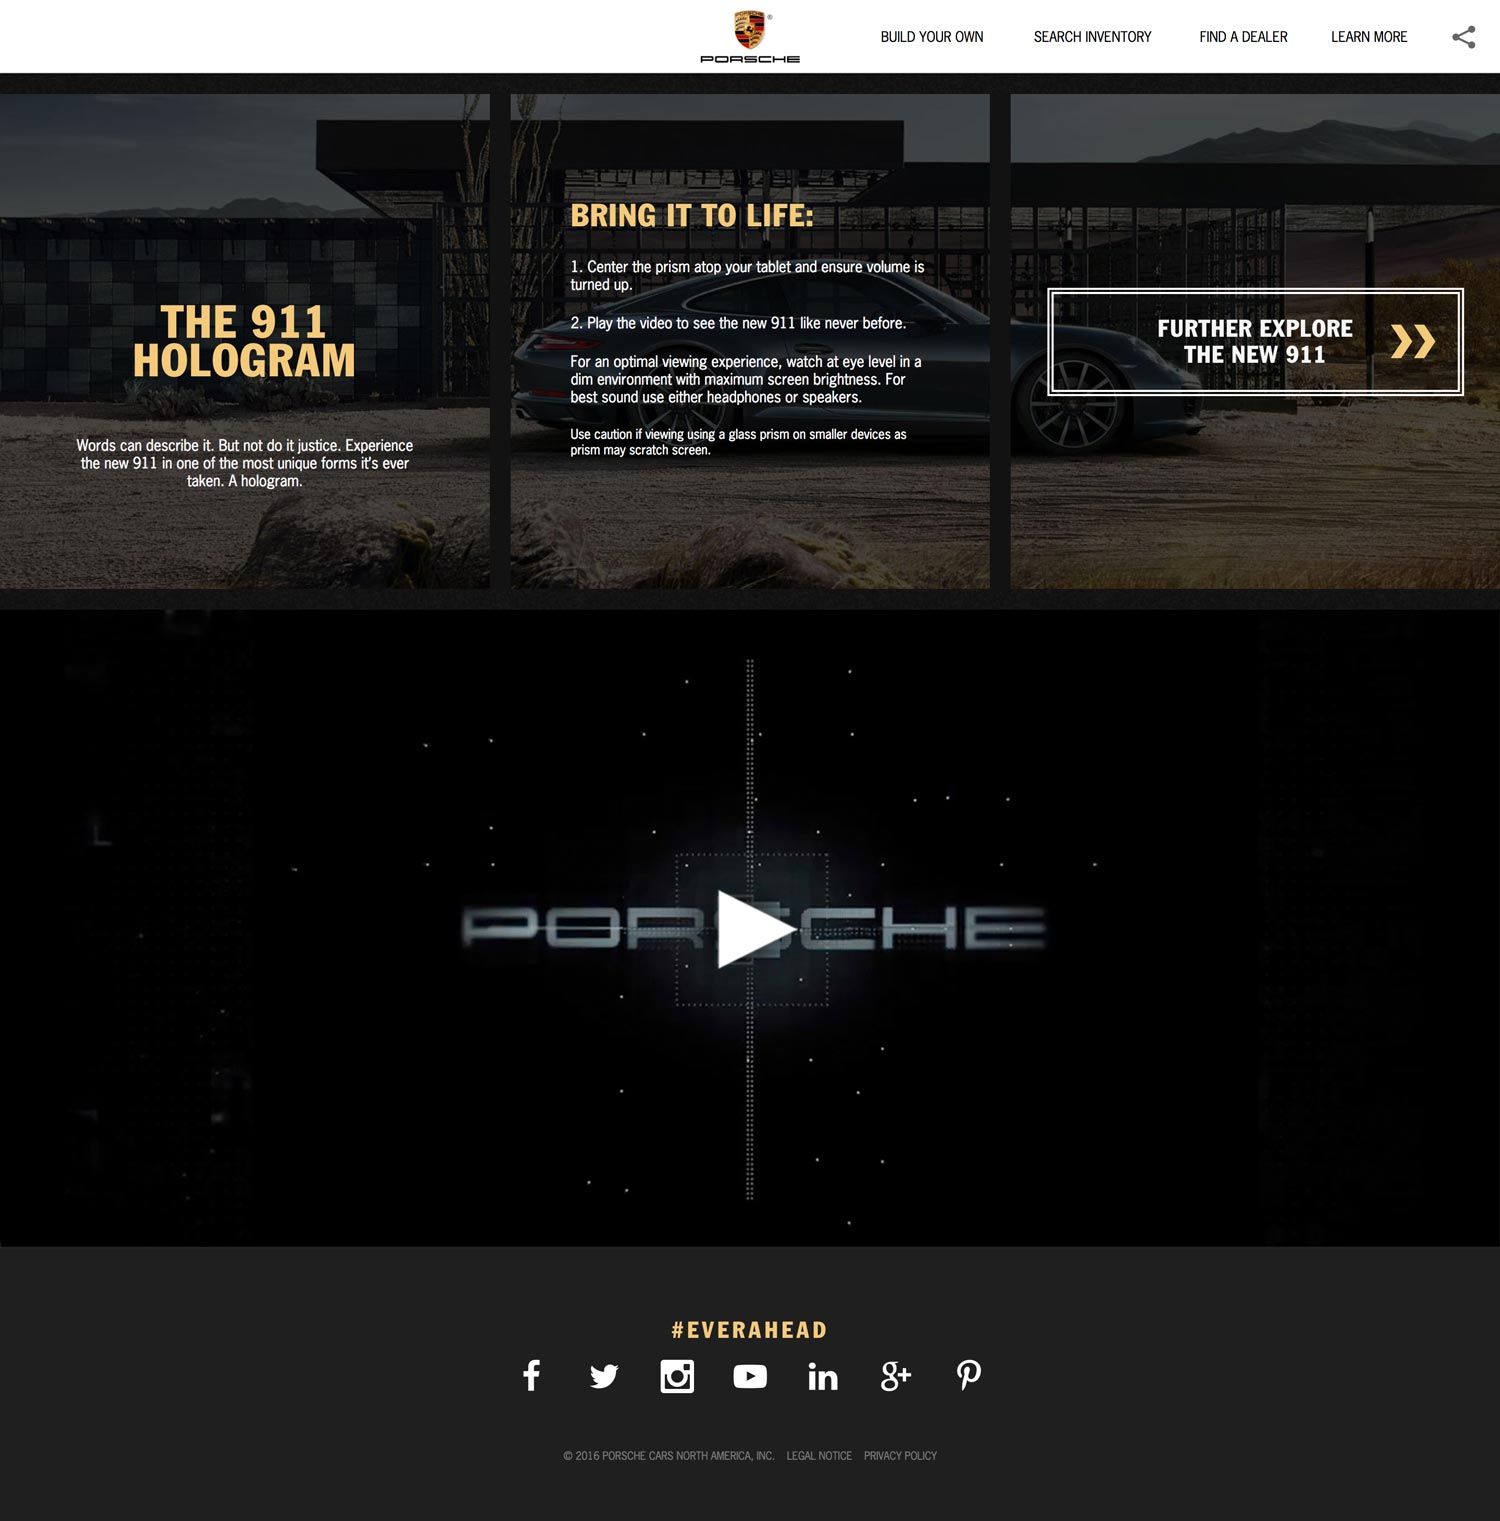 PORSCHE
BUILD YOUR OWN
SEARCH INVENTORY
FIND A DEALER
LEARN MORE
THE 911
HOLOGRAM
Words can describe it. But not do it justice. Experience
the new 911 in one of the most unique forms it's ever
taken. A hologram.
BRING IT TO LIFE:
1. Center the prism atop your tablet and ensure volume is
turned up.
2. Play the video to see the new 911 like never before.
For an optimal viewing experience, watch at eye level in a
dim environment with maximum screen brightness. For
best sound use either headphones or speakers.
Use caution if viewing using a glass prism on smaller devices as
prism may scratch screen.
FURTHER EXPLORE
THE NEW 911
PORSCHE
#EVERAHEAD
© 2016 PORSCHE CARS NORTH AMERICA, INC. LEGAL NOTICE PRIVACY POLICY